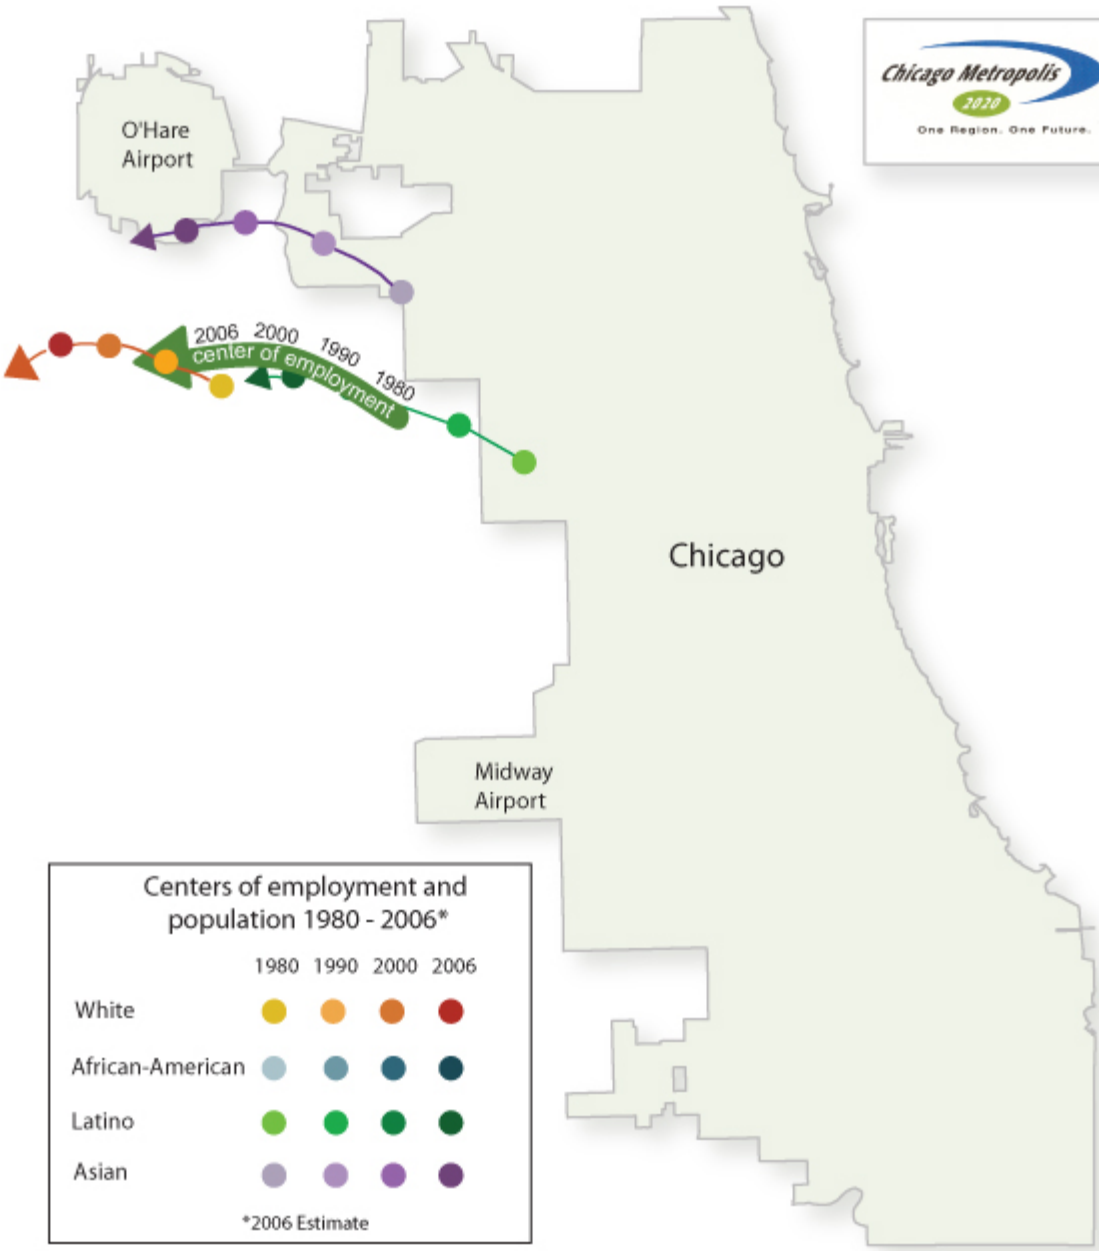 Chicago Metropolis
2020
One Region. One Future.
O'Hare
Airport
2006 2000 1990 1980
center of employment
Chicago
Midway
Airport
Centers of employment and
population 1980 - 2006*
1980 1990 2000 2006
White
African-American
Latino
Asian
*2006 Estimate